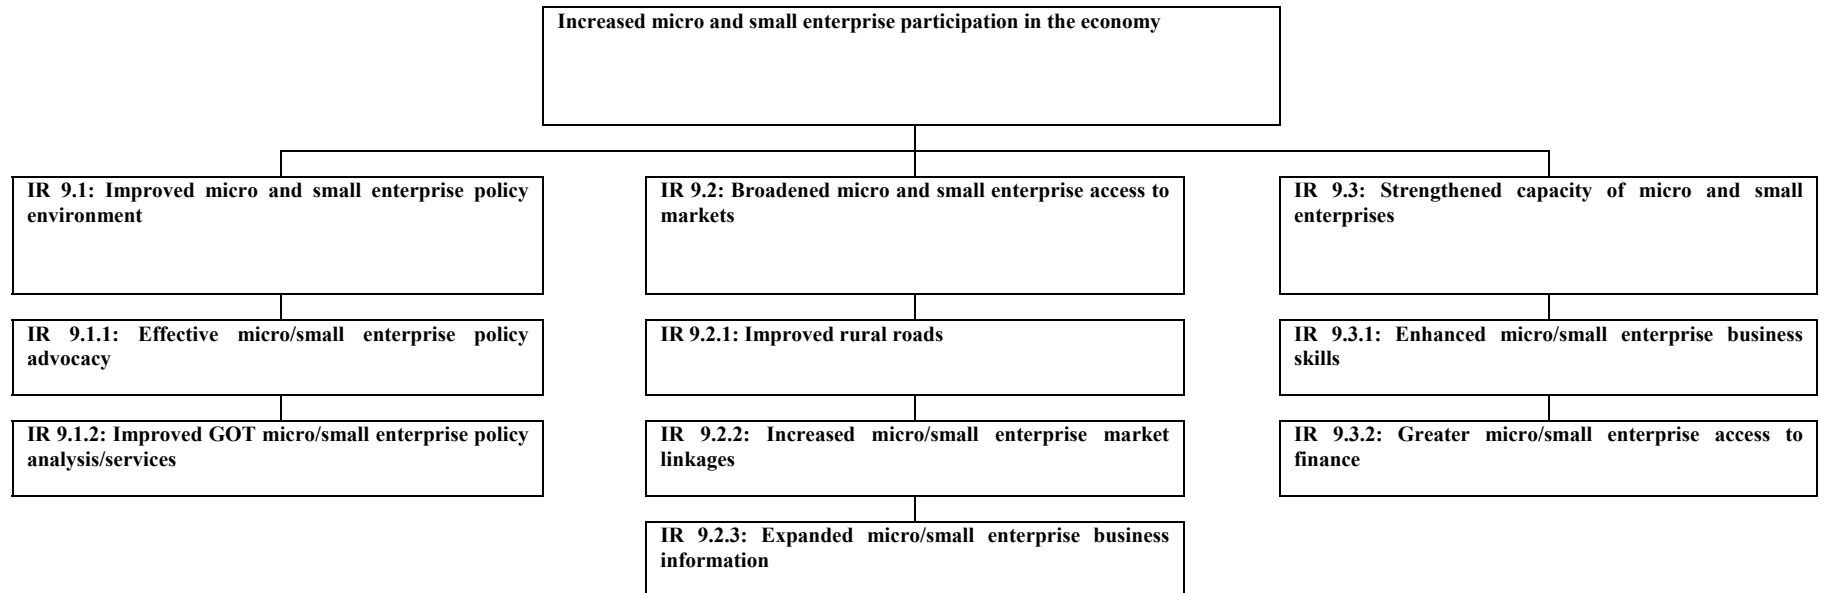 Increased micro and small enterprise participation in the economy
IR 9.1: Improved micro and small enterprise policy
environment
IR 9.2: Broadened micro and small enterprise access to
markets
IR 9.3: Strengthened capacity of micro and small
enterprises
IR 9.1.1: Effective micro/small enterprise policy
advocacy
IR 9.2.1: Improved rural roads
IR 9.3.1: Enhanced micro/small enterprise business
skills
IR 9.1.2: Improved GOT micro/small enterprise policy
analysis/services
IR 9.2.2: Increased micro/small enterprise market
linkages
IR 9.3.2: Greater micro/small enterprise access to
finance
IR 9.2.3: Expanded micro/small enterprise business
information